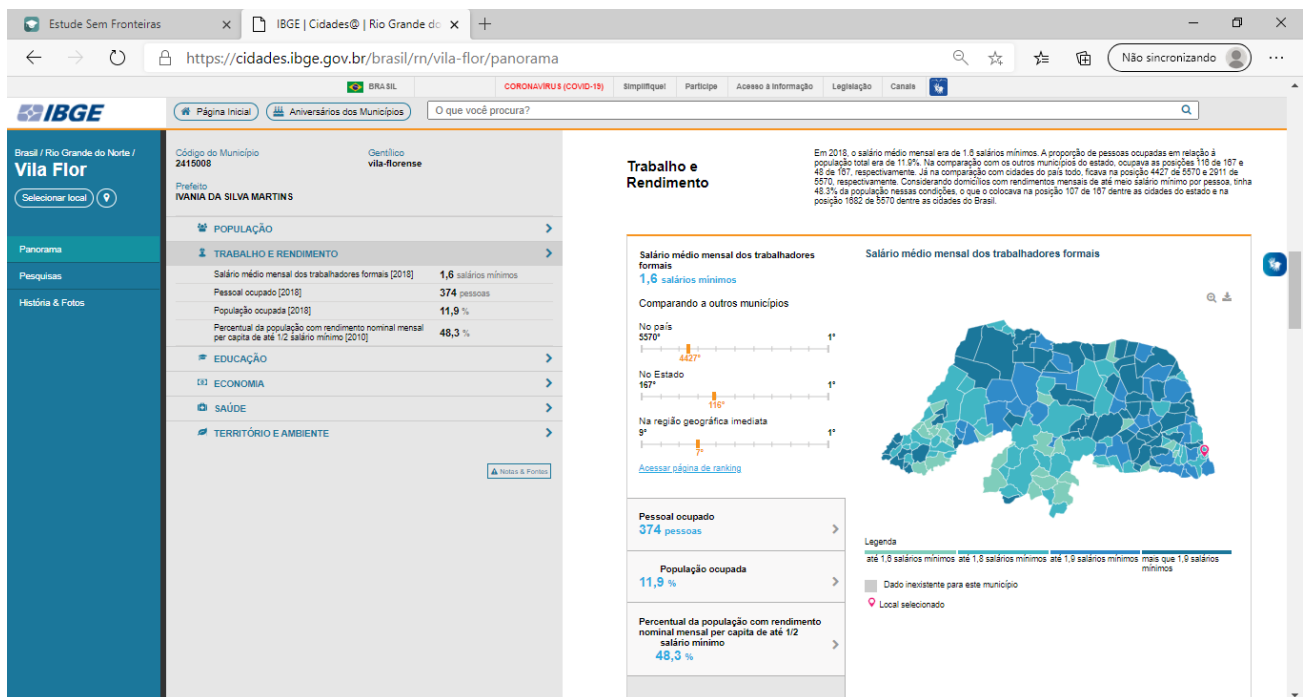 Estude Sem Fronteiras
IBGE | Cidades@ | Rio Grande do
https://cidades.ibge.gov.br/brasil/rn/vila-flor/panorama
Não sincronizando
BRASIL
CORONAVÍRUS (COVID-19)
Simplifique!
Participe
Acesso à informação
Legislação
Canais
IBGE
Página Inicial
Aniversários dos Municípios
O que você procura?
Brasil / Rio Grande do Norte /
Vila Flor
Selecionar local
Panorama
Pesquisas
História & Fotos
Código do Município
2415008
Gentílico
vila-florense
Prefeito
IVANIA DA SILVA MARTINS
POPULAÇÃO
TRABALHO E RENDIMENTO
Salário médio mensal dos trabalhadores formais [2018] 1,6 salários mínimos
Pessoal ocupado [2018] 374 pessoas
População ocupada [2018] 11,9 %
Percentual da população com rendimento nominal mensal
per capita de até 1/2 salário mínimo [2010] 48,3 %
EDUCAÇÃO
ECONOMIA
SAÚDE
TERRITÓRIO E AMBIENTE
Notas & Fontes
Trabalho e
Rendimento
Em 2018, o salário médio mensal era de 1.6 salários mínimos. A proporção de pessoas ocupadas em relação à
população total era de 11.9%. Na comparação com os outros municípios do estado, ocupava as posições 116 de 167 e
48 de 167, respectivamente. Já na comparação com cidades do país todo, ficava na posição 4427 de 5570 e 2911 de
5570, respectivamente. Considerando domicílios com rendimentos mensais de até meio salário mínimo por pessoa, tinha
48.3% da população nessas condições, o que o colocava na posição 107 de 167 dentre as cidades do estado e na
posição 1682 de 5570 dentre as cidades do Brasil.
Salário médio mensal dos trabalhadores
formais
1,6 salários mínimos
Comparando a outros municípios
No país
5570º 1º
4427º
No Estado
167º 1º
116º
Na região geográfica imediata
9º 1º
7º
Acessar página de ranking
Pessoal ocupado
374 pessoas
População ocupada
11,9 %
Percentual da população com rendimento
nominal mensal per capita de até 1/2
salário mínimo
48,3 %
Salário médio mensal dos trabalhadores formais
Legenda
até 1,6 salários mínimos até 1,8 salários mínimos até 1,9 salários mínimos mais que 1,9 salários
mínimos
Dado inexistente para este município
Local selecionado